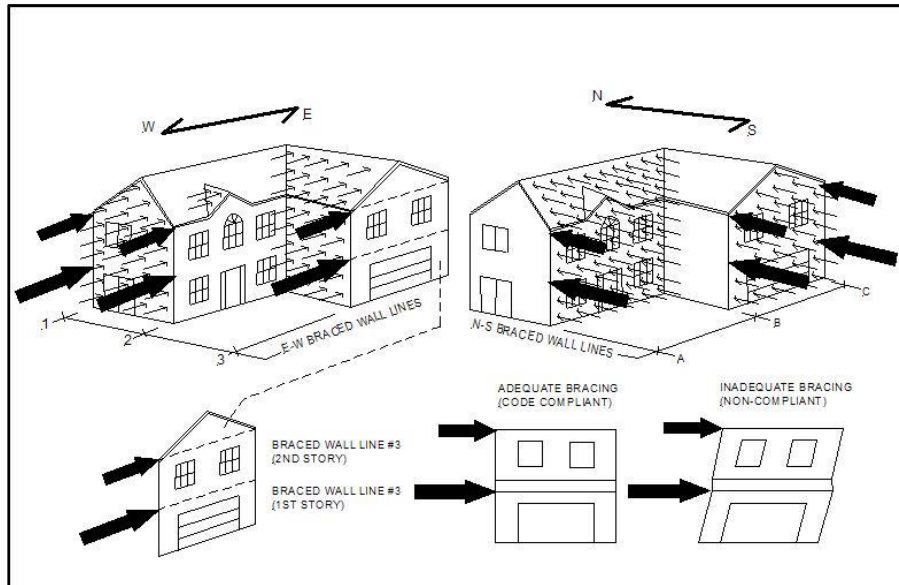 W
E
N
S
1
2
3
E-W BRACED WALL LINES
N-S BRACED WALL LINES
A
B
C
BRACED WALL LINE #3
(2ND STORY)
BRACED WALL LINE #3
(1ST STORY)
ADEQUATE BRACING
(CODE COMPLIANT)
INADEQUATE BRACING
(NON-COMPLIANT)